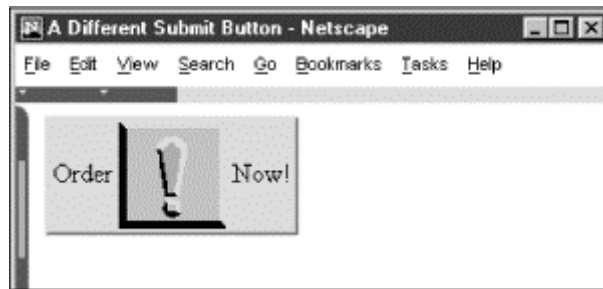 A Different Submit Button - Netscape
File Edit View Search Go Bookmarks Tasks Help
Order ! Now!